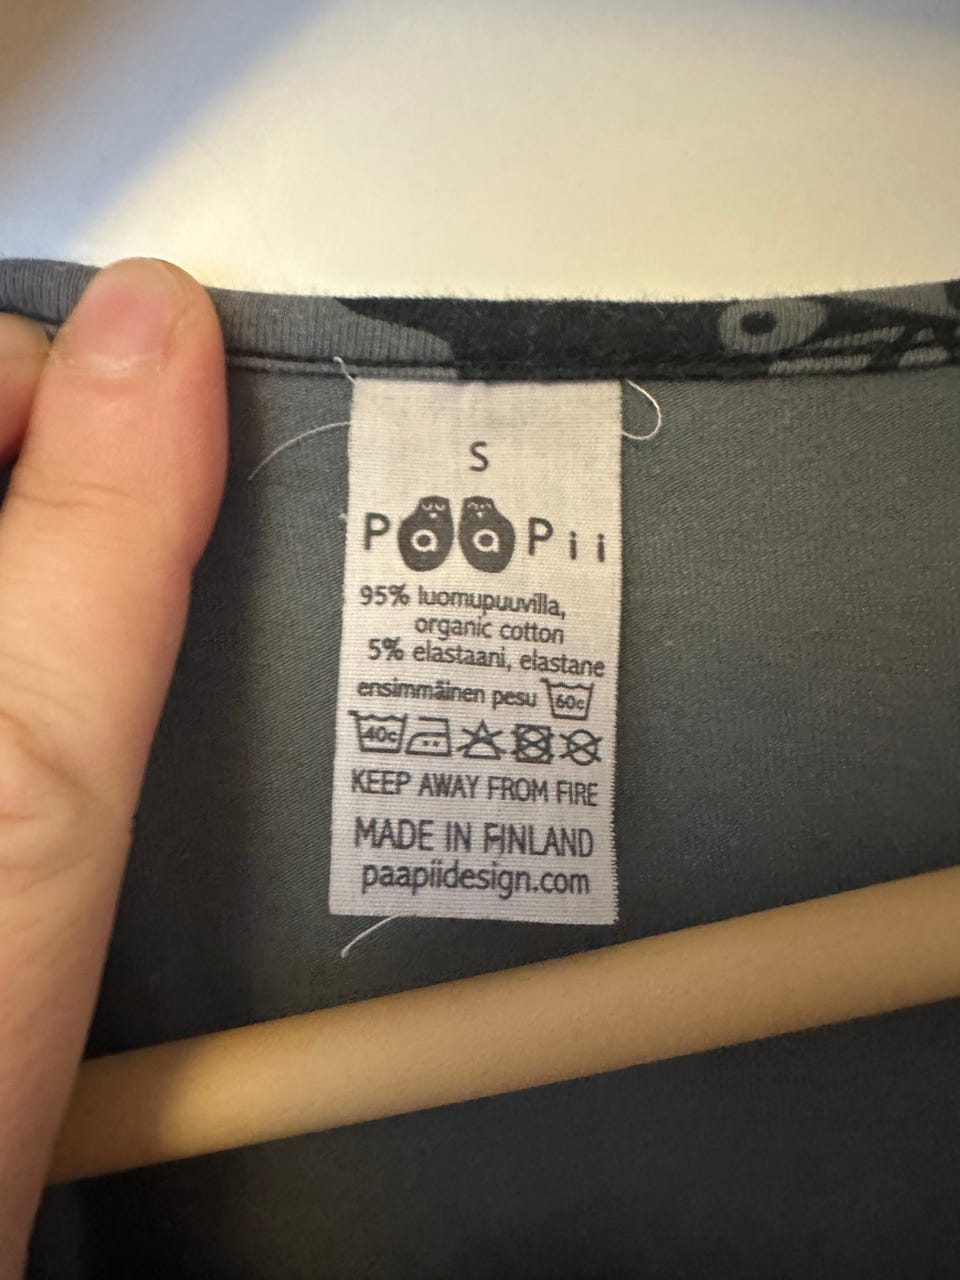 S
PaaPii
95% luomupuuvilla,
organic cotton
5% elastaani, elastane
ensimmäinen pesu 60c
40c
KEEP AWAY FROM FIRE
MADE IN FINLAND
paapiidesign.com